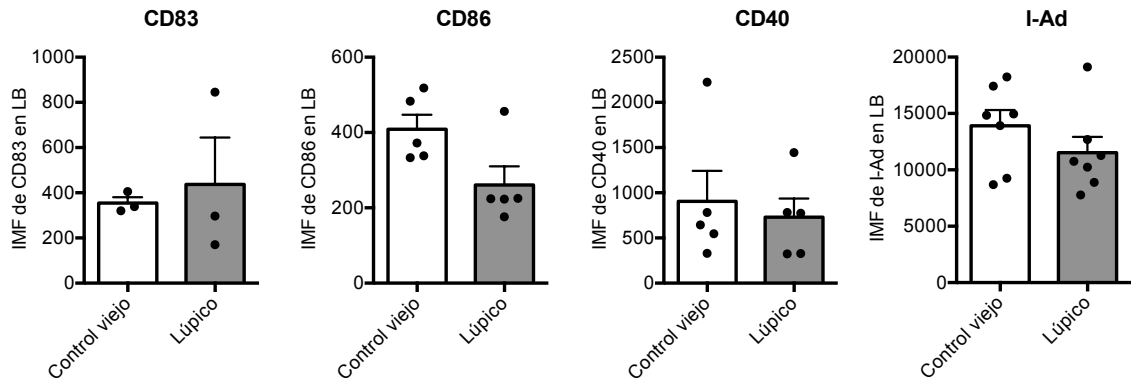 CD83
IMF de CD83 en LB
1000
800
600
400
200
0
Control viejo
Lúpico
CD86
IMF de CD86 en LB
600
400
200
0
Control viejo
Lúpico
CD40
IMF de CD40 en LB
2500
2000
1500
1000
500
0
Control viejo
Lúpico
I-Ad
IMF de I-Ad en LB
20000
15000
10000
5000
0
Control viejo
Lúpico